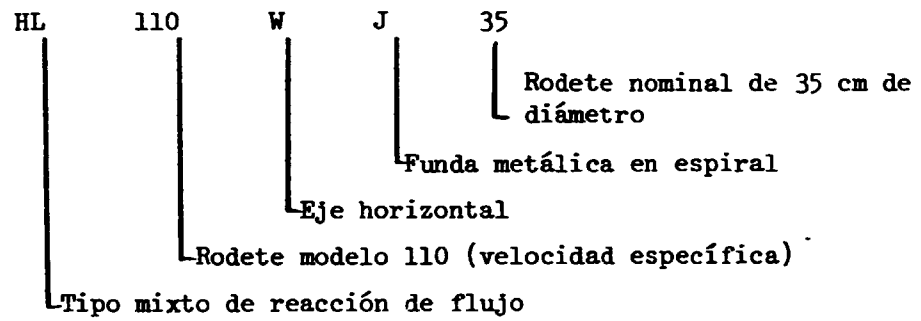 HL 110 W J 35
Rodete nominal de 35 cm de
diámetro
Funda metálica en espiral
Eje horizontal
Rodete modelo 110 (velocidad específica)
Tipo mixto de reacción de flujo